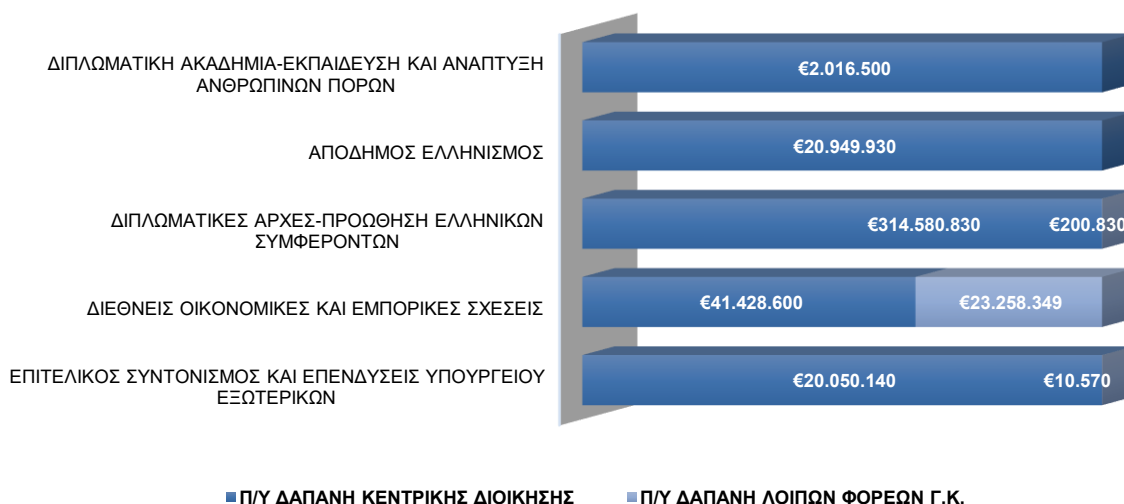 ΔΙΠΛΩΜΑΤΙΚΗ ΑΚΑΔΗΜΙΑ-ΕΚΠΑΙΔΕΥΣΗ ΚΑΙ ΑΝΑΠΤΥΞΗ
ΑΝΘΡΩΠΙΝΩΝ ΠΟΡΩΝ
€2.016.500
ΑΠΟΔΗΜΟΣ ΕΛΛΗΝΙΣΜΟΣ
€20.949.930
ΔΙΠΛΩΜΑΤΙΚΕΣ ΑΡΧΕΣ-ΠΡΟΩΘΗΣΗ ΕΛΛΗΝΙΚΩΝ
ΣΥΜΦΕΡΟΝΤΩΝ
€314.580.830 €200.830
ΔΙΕΘΝΕΙΣ ΟΙΚΟΝΟΜΙΚΕΣ ΚΑΙ ΕΜΠΟΡΙΚΕΣ ΣΧΕΣΕΙΣ
€41.428.600 €23.258.349
ΕΠΙΤΕΛΙΚΟΣ ΣΥΝΤΟΝΙΣΜΟΣ ΚΑΙ ΕΠΕΝΔΥΣΕΙΣ ΥΠΟΥΡΓΕΙΟΥ
ΕΞΩΤΕΡΙΚΩΝ
€20.050.140 €10.570
Π/Υ ΔΑΠΑΝΗ ΚΕΝΤΡΙΚΗΣ ΔΙΟΙΚΗΣΗΣ Π/Υ ΔΑΠΑΝΗ ΛΟΙΠΩΝ ΦΟΡΕΩΝ Γ.Κ.